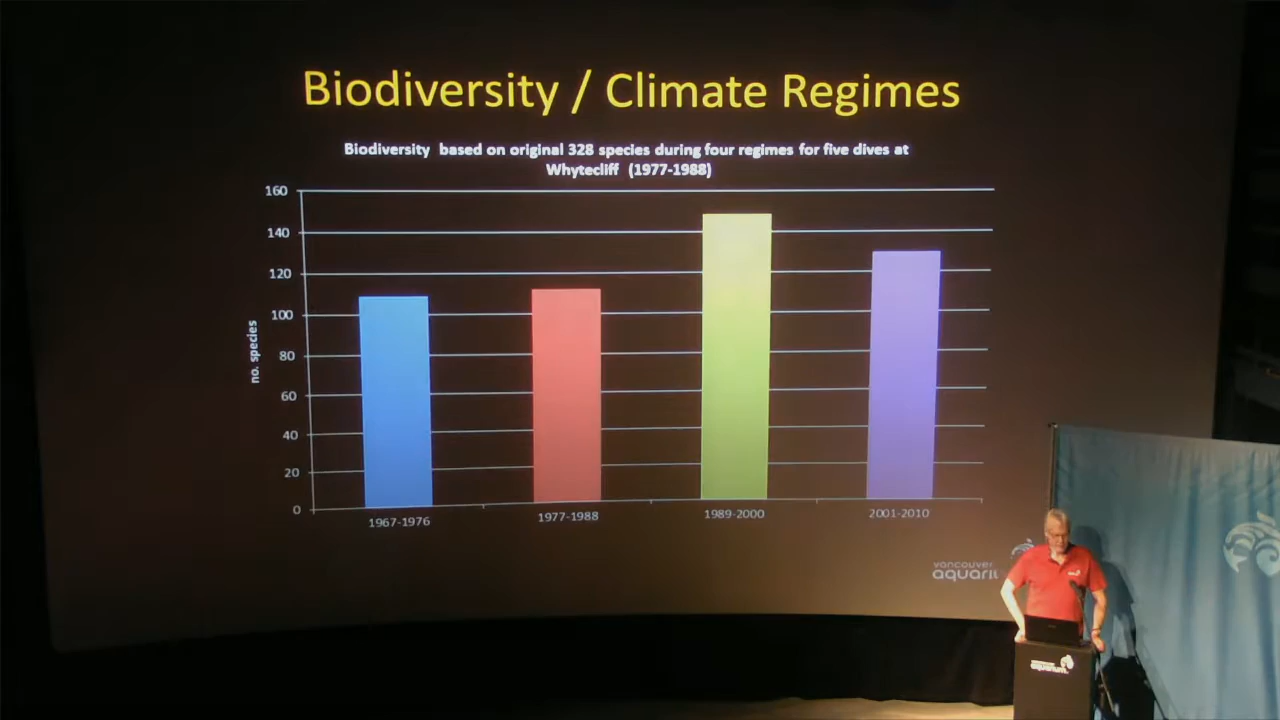 Biodiversity / Climate Regimes
Biodiversity based on original 328 species during four regimes for five dives at
Whytecliff (1977-1988)
160
140
120
100
80
60
40
20
0
no. species
1967-1976
1977-1988
1989-2000
2001-2010
vancouver
aquarium